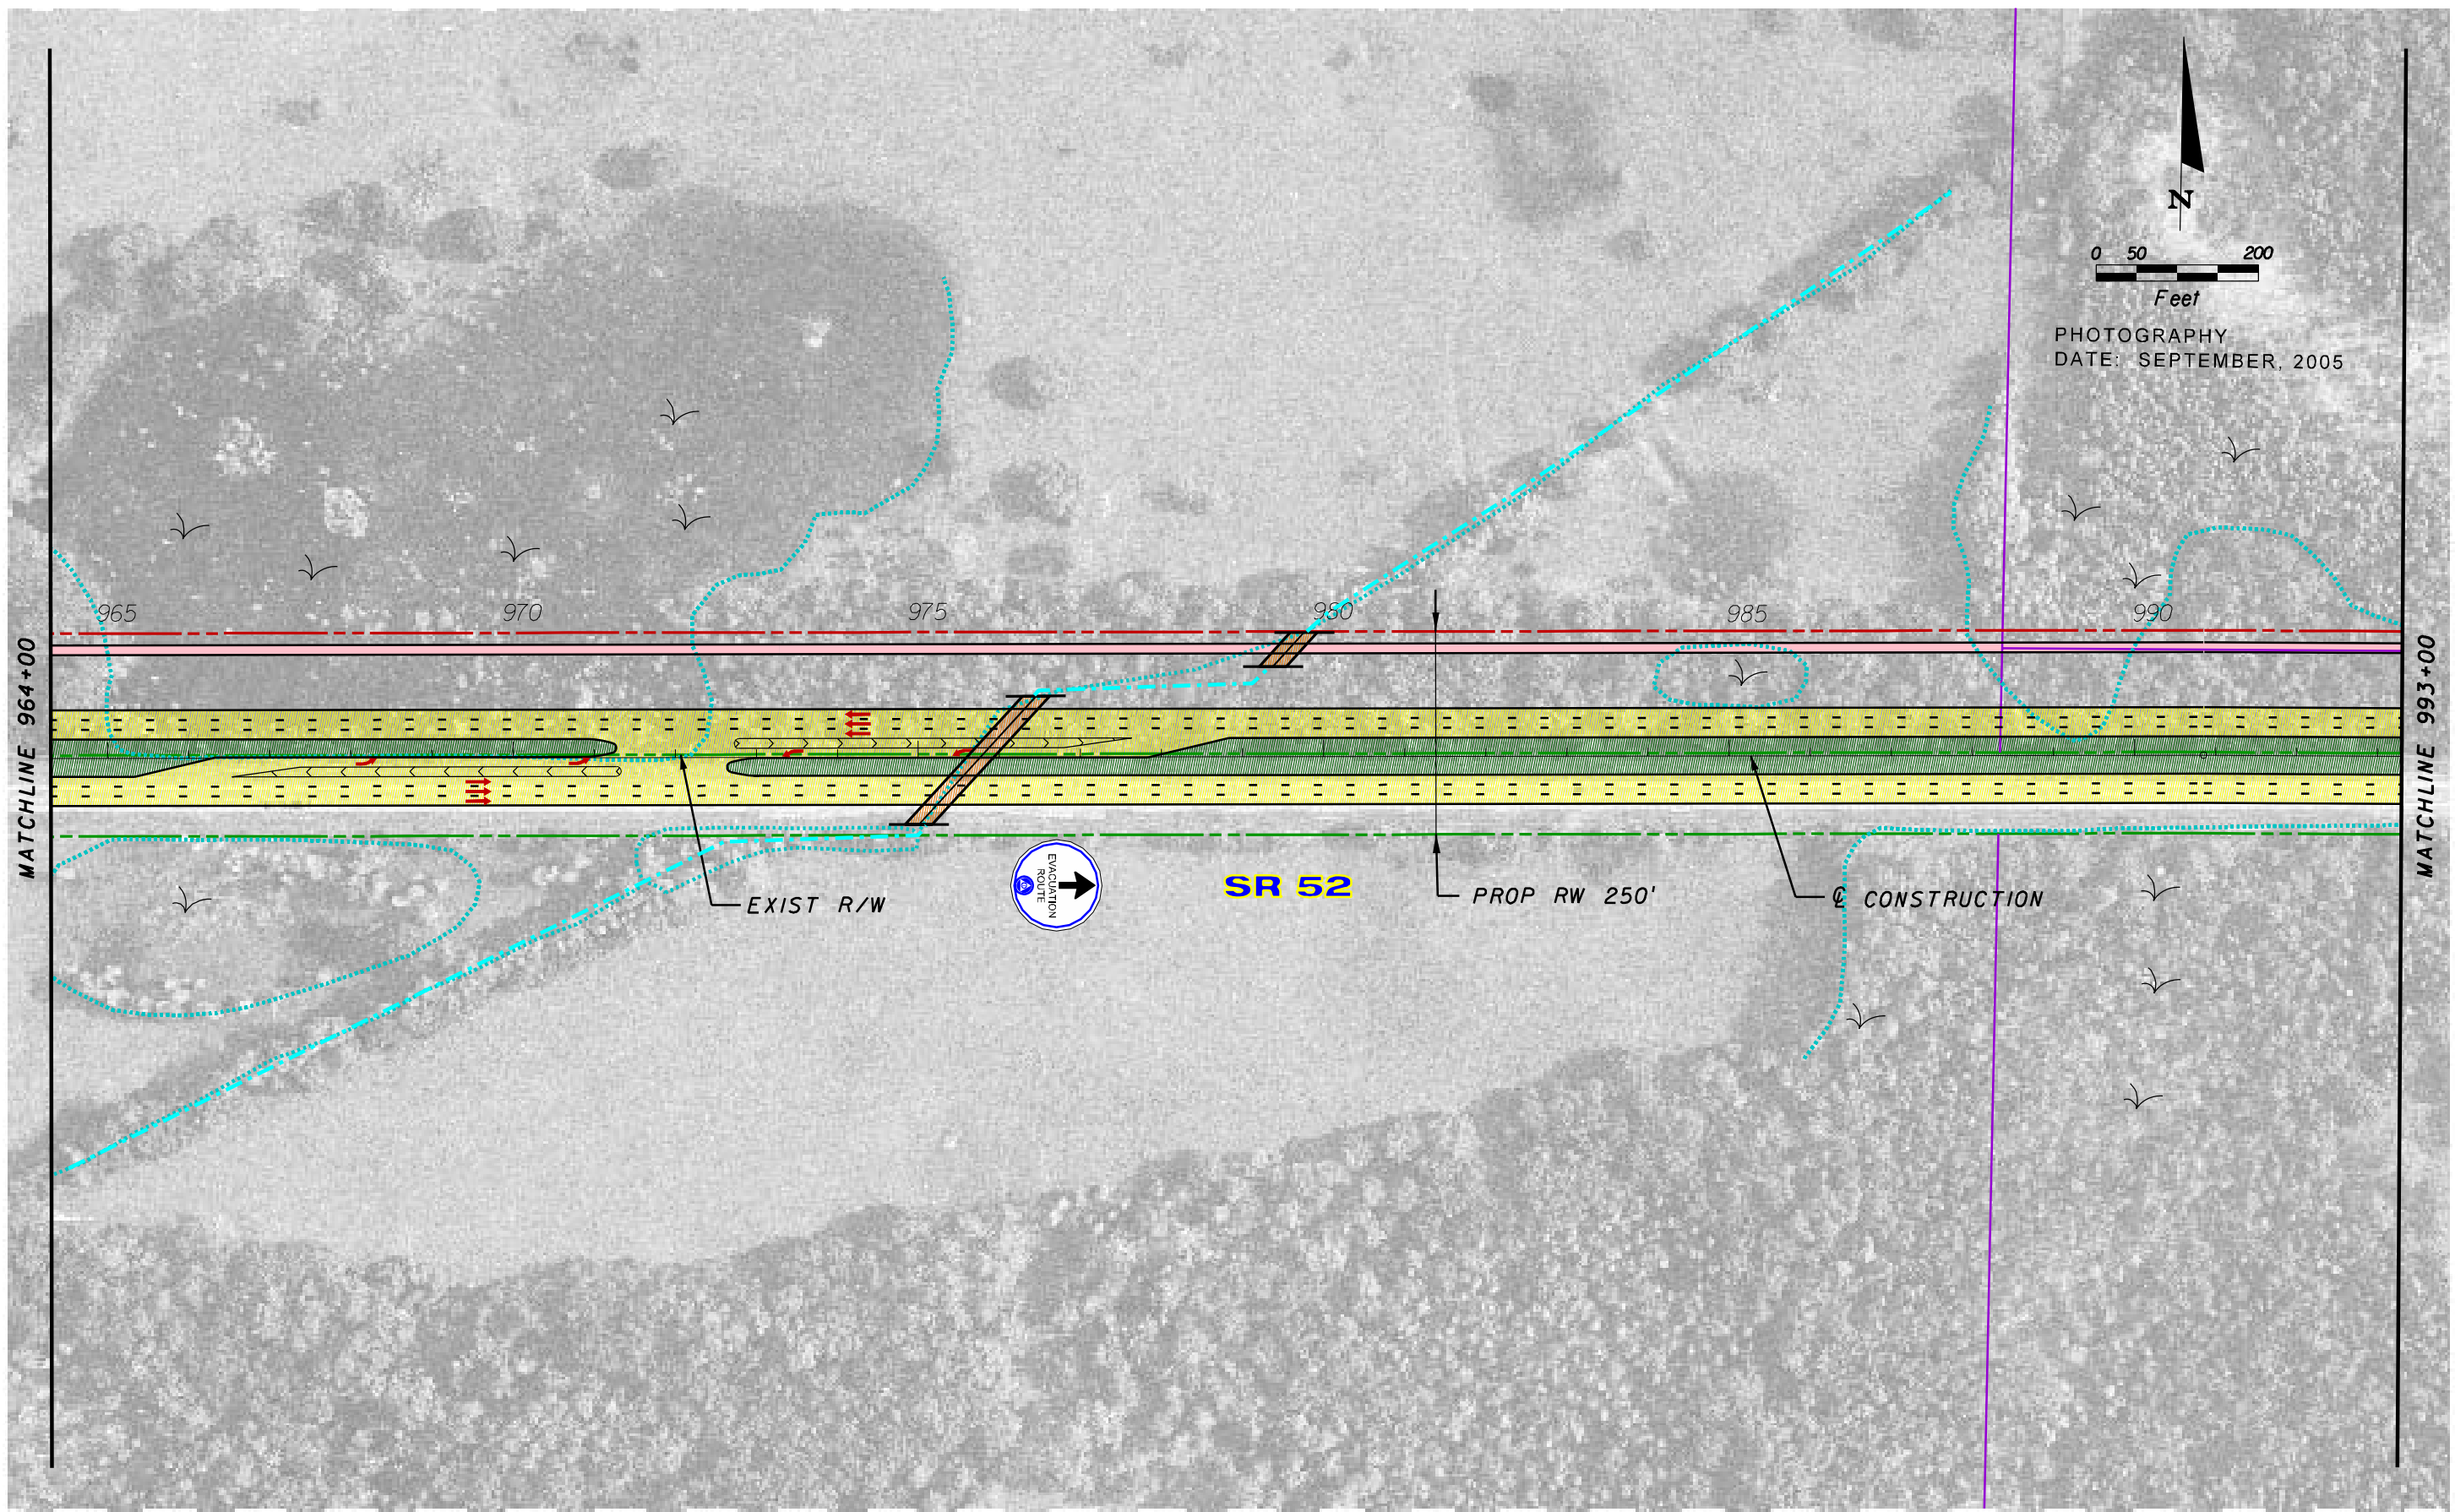 N
0 50 200
Feet
PHOTOGRAPHY
DATE: SEPTEMBER, 2005
965 970 975 980 985 990
MATCHLINE 964+00
MATCHLINE 993+00
EVACUATION
ROUTE
SR 52
EXIST R/W
PROP RW 250'
℄ CONSTRUCTION